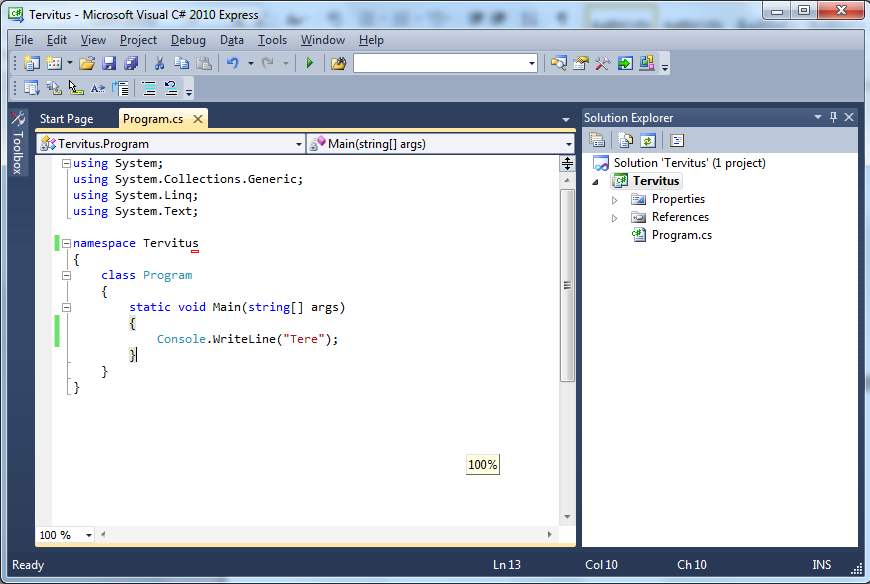 Tervitus - Microsoft Visual C# 2010 Express
File Edit View Project Debug Data Tools Window Help
Toolbox
Start Page Program.cs
Tervitus.Program Main(string[] args)
using System;
using System.Collections.Generic;
using System.Linq;
using System.Text;
namespace Tervitus
{
class Program
{
static void Main(string[] args)
{
Console.WriteLine("Tere");
}
}
}
100%
100 %
Solution Explorer
Solution 'Tervitus' (1 project)
Tervitus
Properties
References
Program.cs
Ready Ln 13 Col 10 Ch 10 INS